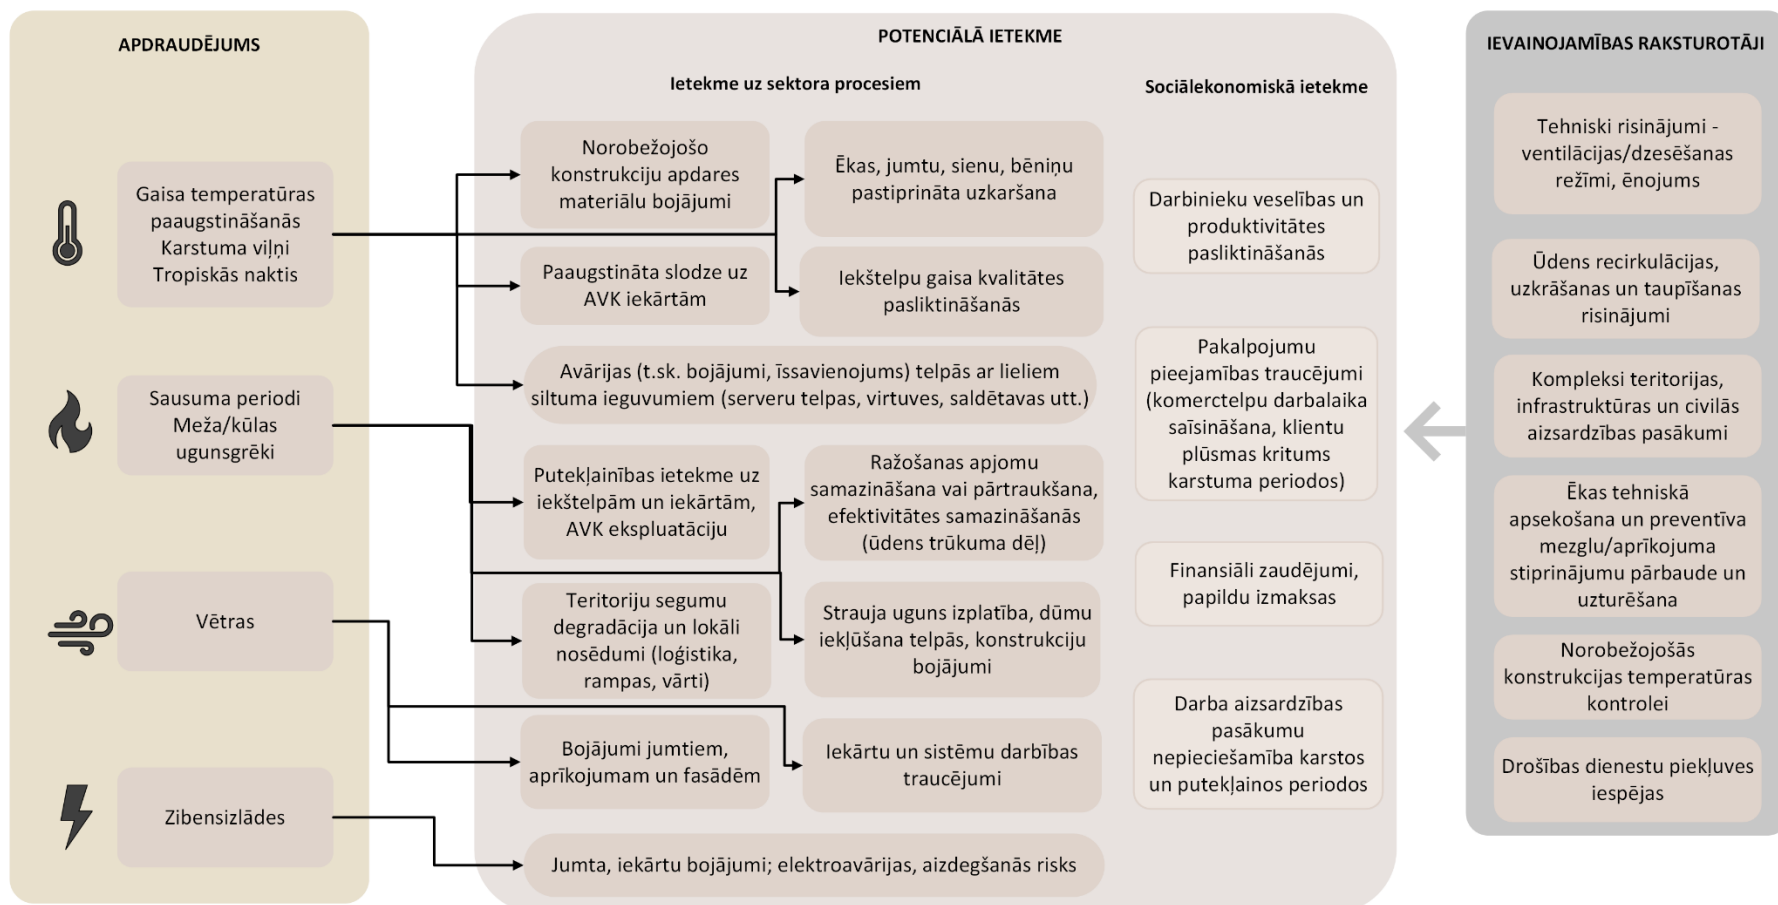 APDRAUDĒJUMS
Gaisa temperatūras
paaugstināšanās
Karstuma viļņi
Tropiskās naktis
Sausuma periodi
Meža/kūlas
ugunsgrēki
Vētras
Zibensizlādes
POTENCIĀLĀ IETEKME
Ietekme uz sektora procesiem
Norobežojošo
konstrukciju apdares
materiālu bojājumi
Ēkas, jumtu, sienu, bēniņu
pastiprināta uzkaršana
Paaugstināta slodze uz
AVK iekārtām
Iekštelpu gaisa kvalitātes
pasliktināšanās
Avārijas (t.sk. bojājumi, īssavienojums) telpās ar lieliem
siltuma ieguvumiem (serveru telpas, virtuves, saldētavas utt.)
Putekļainības ietekme uz
iekštelpām un iekārtām,
AVK ekspluatāciju
Ražošanas apjomu
samazināšana vai pārtraukšana,
efektivitātes samazināšanās
(ūdens trūkuma dēļ)
Teritoriju segumu
degradācija un lokāli
nosēdumi (loģistika,
rampas, vārti)
Strauja uguns izplatība, dūmu
iekļūšana telpās, konstrukciju
bojājumi
Bojājumi jumtiem,
aprīkojumam un fasādēm
Iekārtu un sistēmu darbības
traucējumi
Jumta, iekārtu bojājumi; elektroavārijas, aizdegšanās risks
Sociālekonomiskā ietekme
Darbinieku veselības un
produktivitātes
pasliktināšanās
Pakalpojumu
pieejamības traucējumi
(komerctelpu darbalaika
saīsināšana, klientu
plūsmas kritums
karstuma periodos)
Finansiāli zaudējumi,
papildu izmaksas
Darba aizsardzības
pasākumu
nepieciešamība karstos
un putekļainos periodos
IEVAINOJAMĪBAS RAKSTUROTĀJI
Tehniski risinājumi -
ventilācijas/dzesēšanas
režīmi, ēnojums
Ūdens recirkulācijas,
uzkrāšanas un taupīšanas
risinājumi
Kompleksi teritorijas,
infrastruktūras un civilās
aizsardzības pasākumi
Ēkas tehniskā
apsekošana un preventīva
mezglu/aprīkojuma
stiprinājumu pārbaude un
uzturēšana
Norobežojošās
konstrukcijas temperatūras
kontrolei
Drošības dienestu piekļuves
iespējas